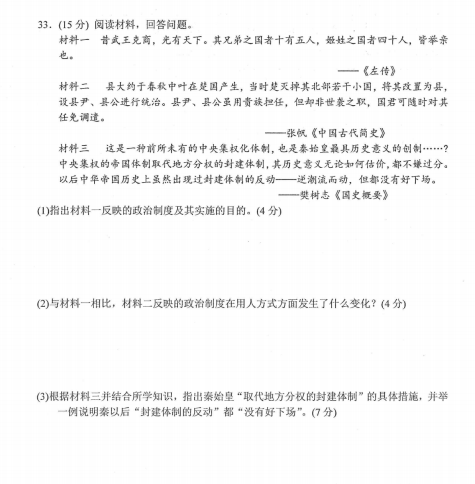 33. (15 分) 阅读材料，回答问题。
材料一 昔武王克商，光有天下。其兄弟之国者十有五人，姬姓之国者四十人，皆举亲
也。
——《左传》
材料二 县大约于春秋中叶在楚国产生，当时楚灭掉其北部若干小国，将其改置为县，
设县尹、县公进行统治。县尹、县公虽用贵族担任，但却非世袭之职，国君可随时对其
任免调遣。
——张帆《中国古代简史》
材料三 这是一种前所未有的中央集权化体制，也是秦始皇最具历史意义的创制……？
中央集权的帝国体制取代地方分权的封建体制，其历史意义无论如何估价，都不嫌过分。
以后中华帝国历史上虽然出现过封建体制的反动——逆潮流而动，但都没有好下场。
——樊树志《国史概要》
(1)指出材料一反映的政治制度及其实施的目的。(4 分)
(2)与材料一相比，材料二反映的政治制度在用人方式方面发生了什么变化？(4 分)
(3)根据材料三并结合所学知识，指出秦始皇“取代地方分权的封建体制”的具体措施，并举
一例说明秦以后“封建体制的反动”都“没有好下场”。(7 分)